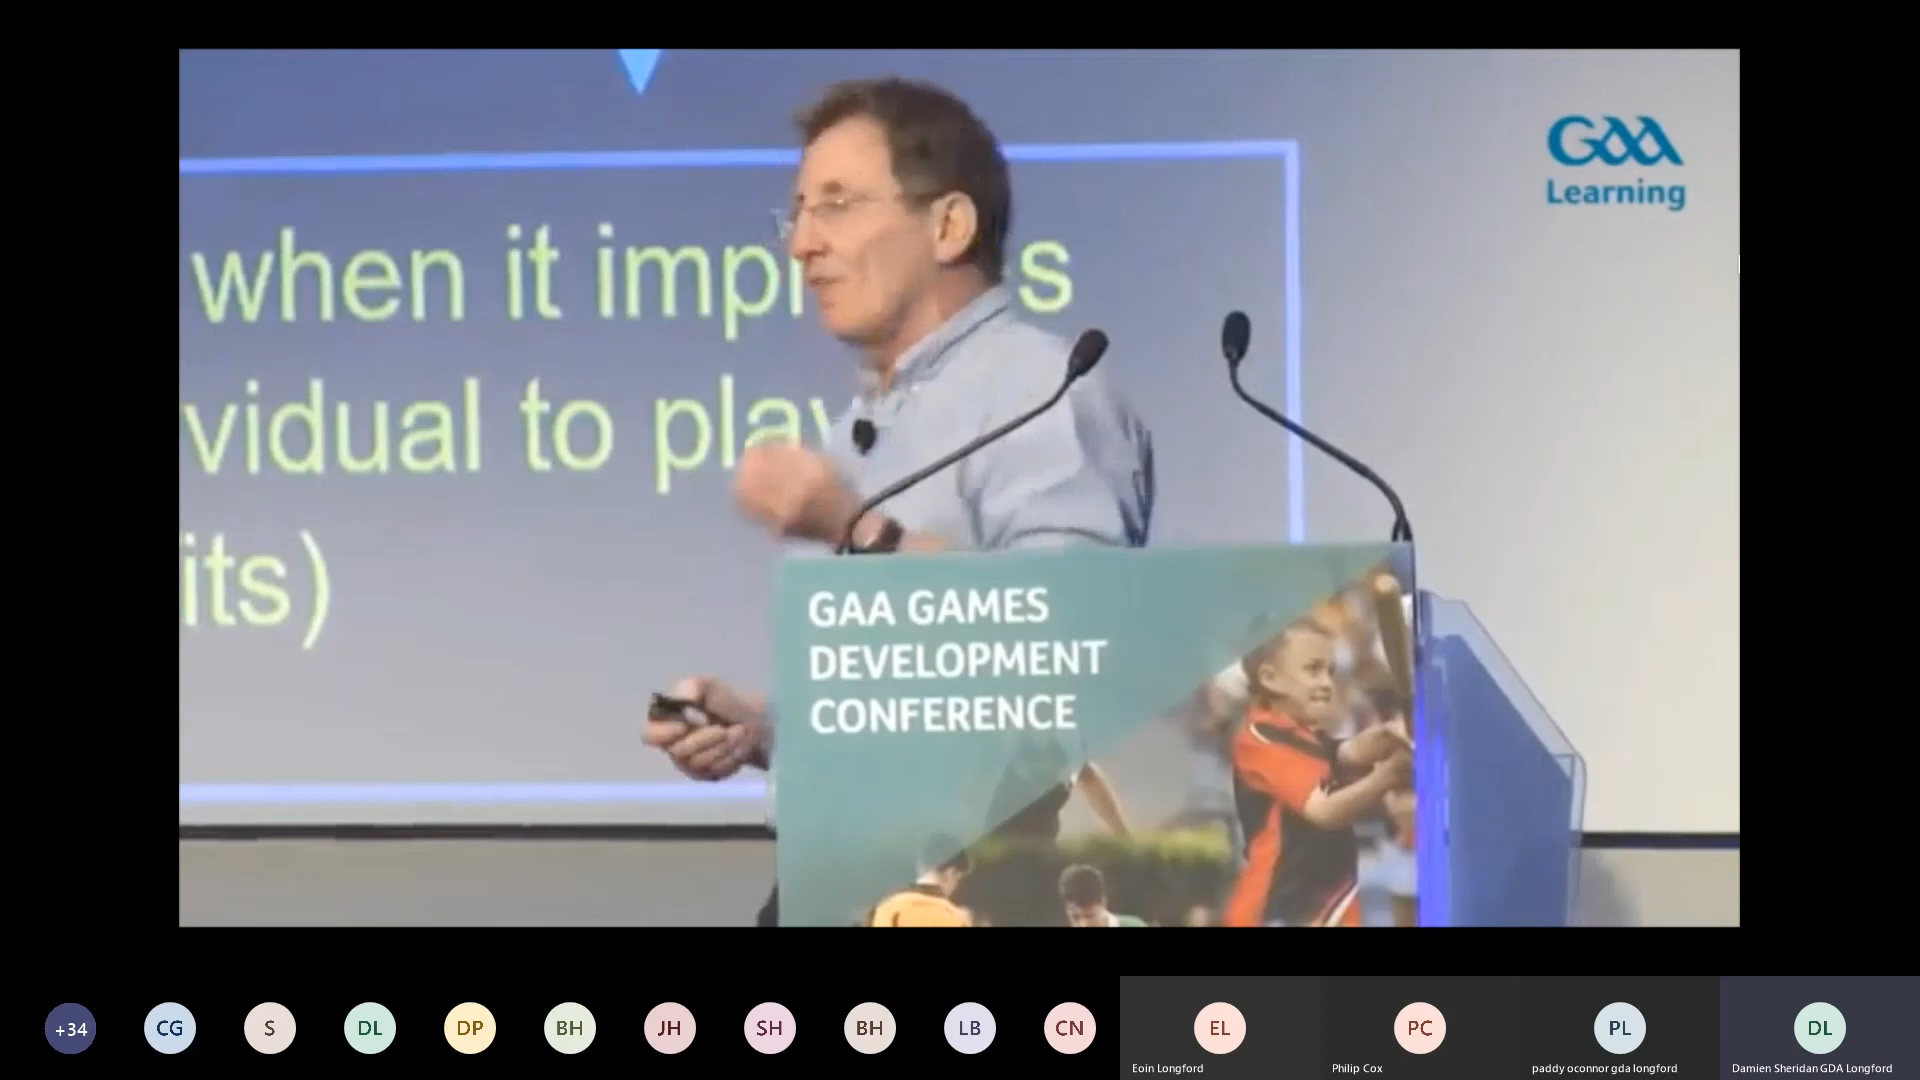 GAA
Learning
when it imp s
vidual to play
its)
GAA GAMES
DEVELOPMENT
CONFERENCE
+34
CG
S
DL
DP
BH
JH
SH
BH
LB
CN
EL
PC
PL
DL
Eoin Longford
Philip Cox
paddy oconnor gda longford
Damien Sheridan GDA Longford